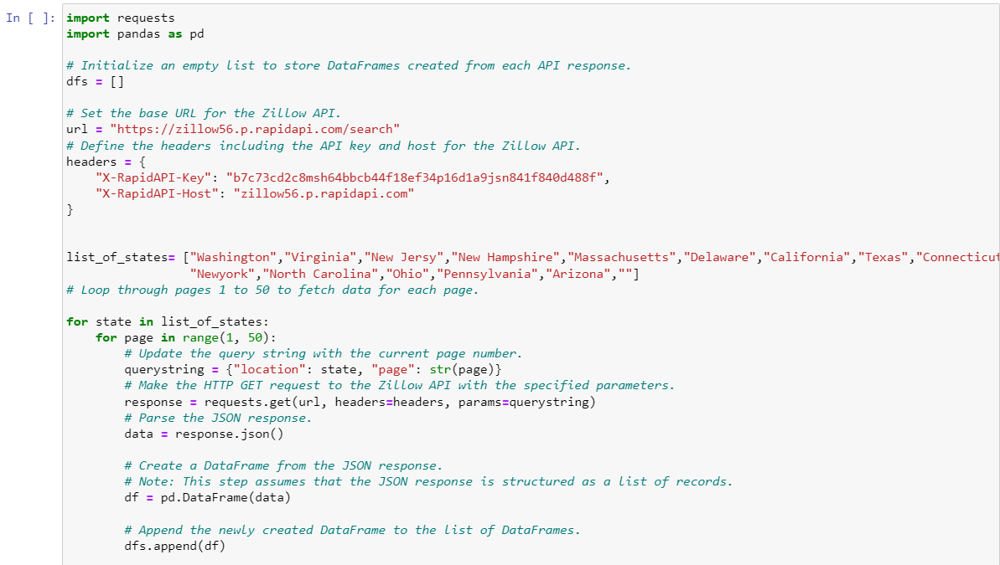 In [ ]: import requests
import pandas as pd
# Initialize an empty list to store DataFrames created from each API response.
dfs = []
# Set the base URL for the Zillow API.
url = "https://zillow56.p.rapidapi.com/search"
# Define the headers including the API key and host for the Zillow API.
headers = {
    "X-RapidAPI-Key": "b7c73cd2c8msh64bbcb44f18ef34p16d1a9jsn841f840d488f",
    "X-RapidAPI-Host": "zillow56.p.rapidapi.com"
}
list_of_states= ["Washington","Virginia","New Jersy","New Hampshire","Massachusetts","Delaware","California","Texas","Connecticut
                 "Newyork","North Carolina","Ohio","Pennsylvania","Arizona",""]
# Loop through pages 1 to 50 to fetch data for each page.
for state in list_of_states:
    for page in range(1, 50):
        # Update the query string with the current page number.
        querystring = {"location": state, "page": str(page)}
        # Make the HTTP GET request to the Zillow API with the specified parameters.
        response = requests.get(url, headers=headers, params=querystring)
        # Parse the JSON response.
        data = response.json()
        # Create a DataFrame from the JSON response.
        # Note: This step assumes that the JSON response is structured as a list of records.
        df = pd.DataFrame(data)
        # Append the newly created DataFrame to the list of DataFrames.
        dfs.append(df)